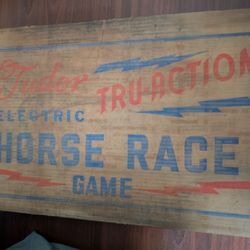 Tudor
TRU-ACTION
ELECTRIC
HORSE RACE
GAME